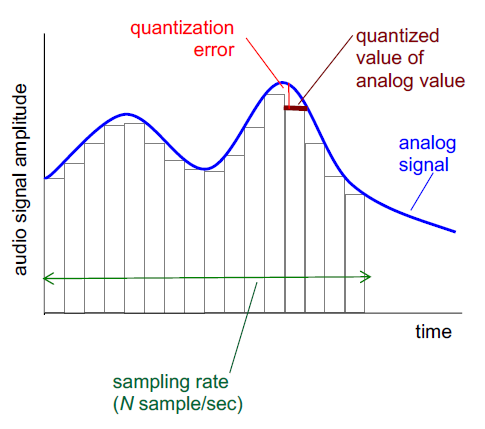 quantization
error
quantized
value of
analog value
analog
signal
audio signal amplitude
time
sampling rate
(N sample/sec)